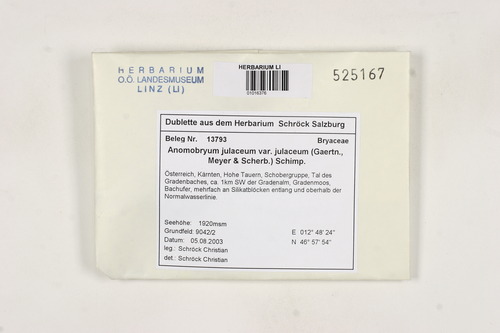 HERBARIUM
O.Ö. LANDESMUSEUM
LINZ (LI)
HERBARIUM LI
01016376
525167
Dublette aus dem Herbarium Schröck Salzburg
Beleg Nr. 13793 Bryaceae
Anomobryum julaceum var. julaceum (Gaertn.,
Meyer & Scherb.) Schimp.
Österreich, Kärnten, Hohe Tauern, Schobergruppe, Tal des
Gradenbaches, ca. 1km SW der Gradenalm, Gradenmoos,
Bachufer, mehrfach an Silikatblöcken entlang und oberhalb der
Normalwasserlinie.
Seehöhe: 1920msm
Grundfeld: 9042/2 E 012° 48' 24"
Datum: 05.08.2003 N 46° 57' 54"
leg.: Schröck Christian
det.: Schröck Christian